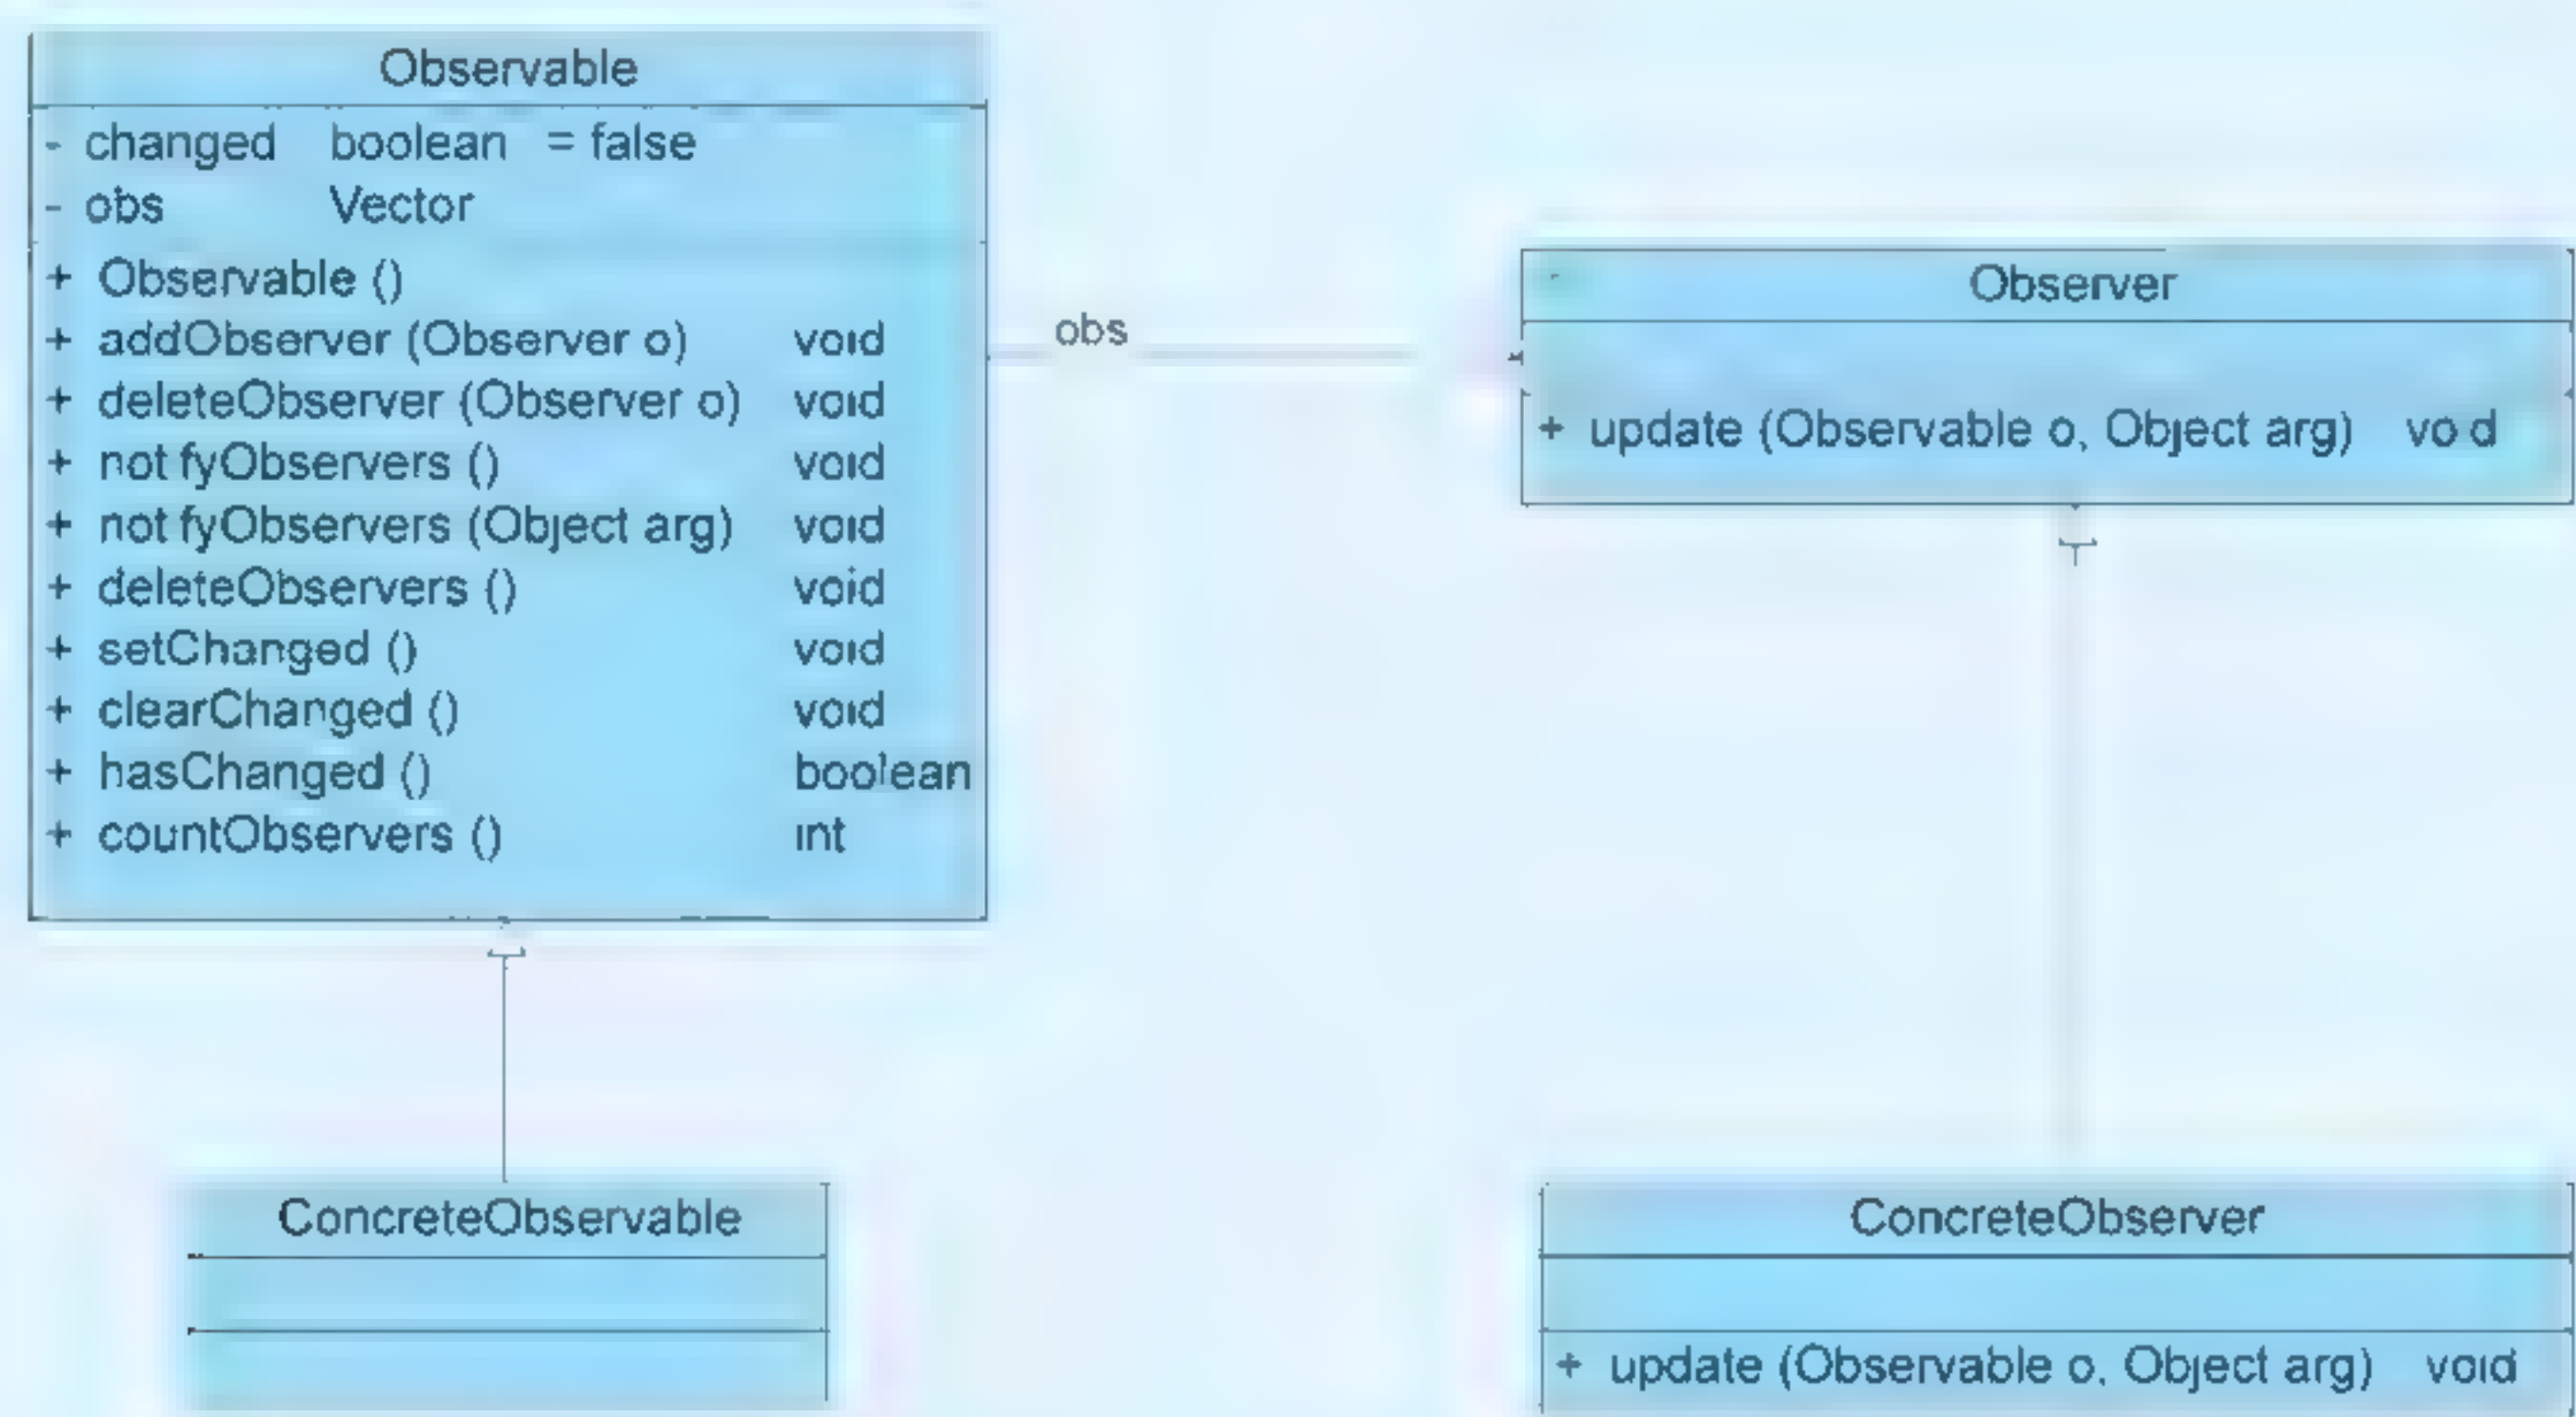 Observable
- changed boolean = false
- obs Vector
+ Observable ()
+ addObserver (Observer o) void
+ deleteObserver (Observer o) void
+ notifyObservers () void
+ notifyObservers (Object arg) void
+ deleteObservers () void
+ setChanged () void
+ clearChanged () void
+ hasChanged () boolean
+ countObservers () int
obs
Observer
+ update (Observable o, Object arg) void
ConcreteObservable
ConcreteObserver
+ update (Observable o, Object arg) void